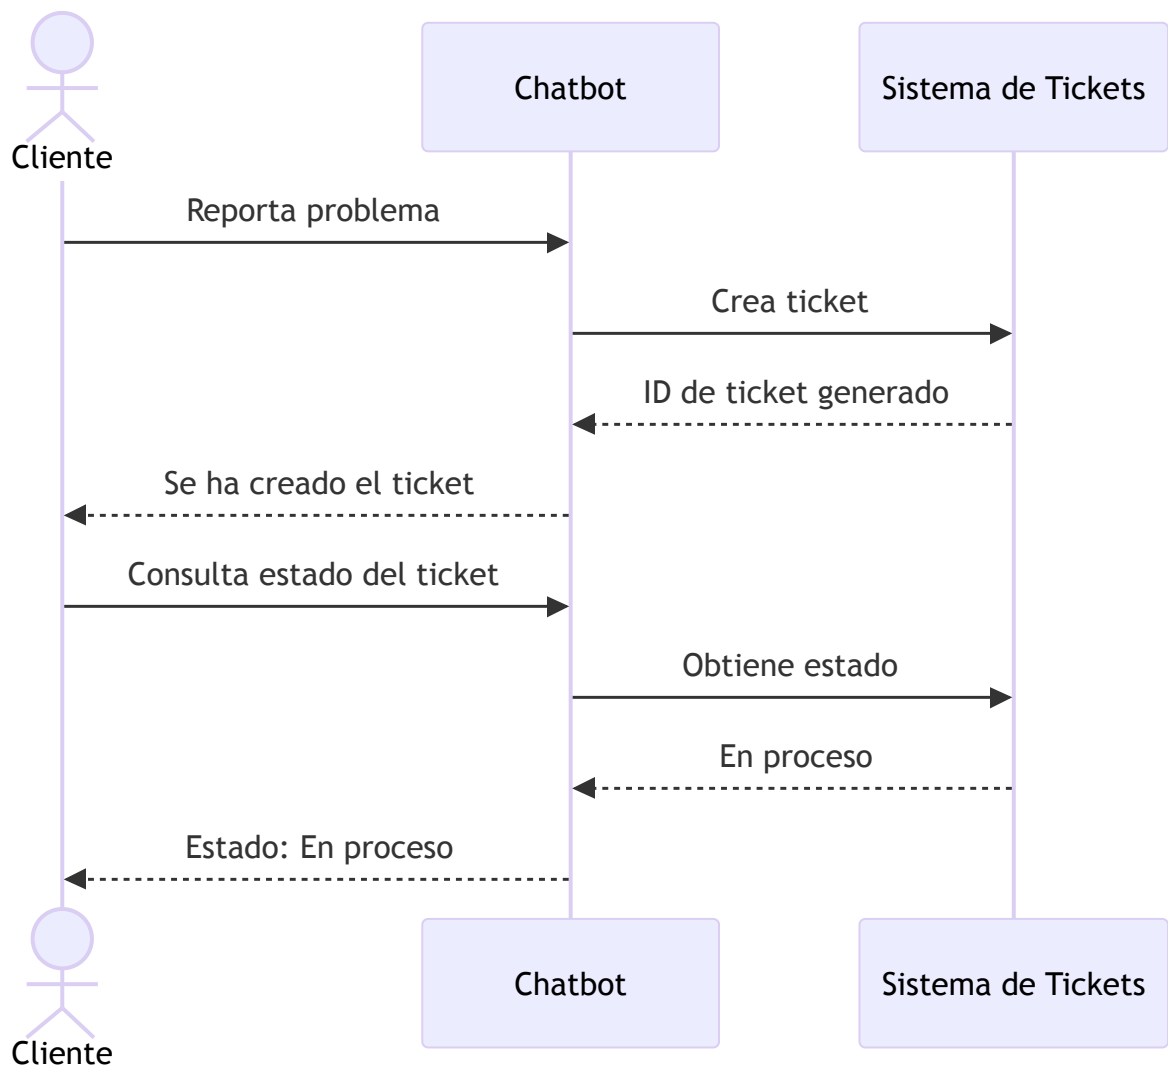 Chatbot
Sistema de Tickets
Cliente
Reporta problema
Crea ticket
ID de ticket generado
Se ha creado el ticket
Consulta estado del ticket
Obtiene estado
En proceso
Estado: En proceso
Chatbot
Sistema de Tickets
Cliente